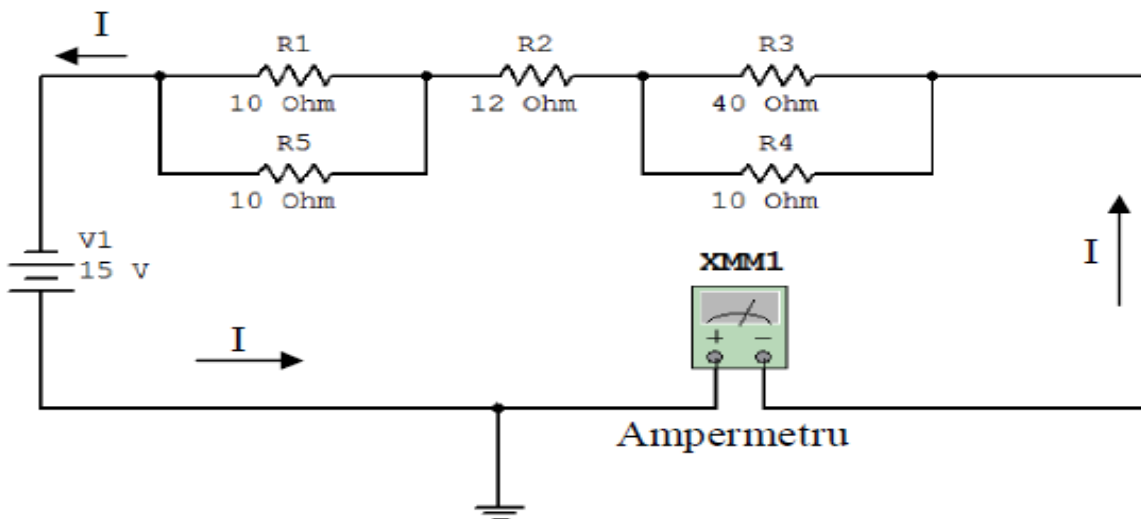 I
R1
10 Ohm
R2
12 Ohm
R3
40 Ohm
R5
10 Ohm
R4
10 Ohm
V1
15 V
XMM1
+ −
I
I
Ampermetru